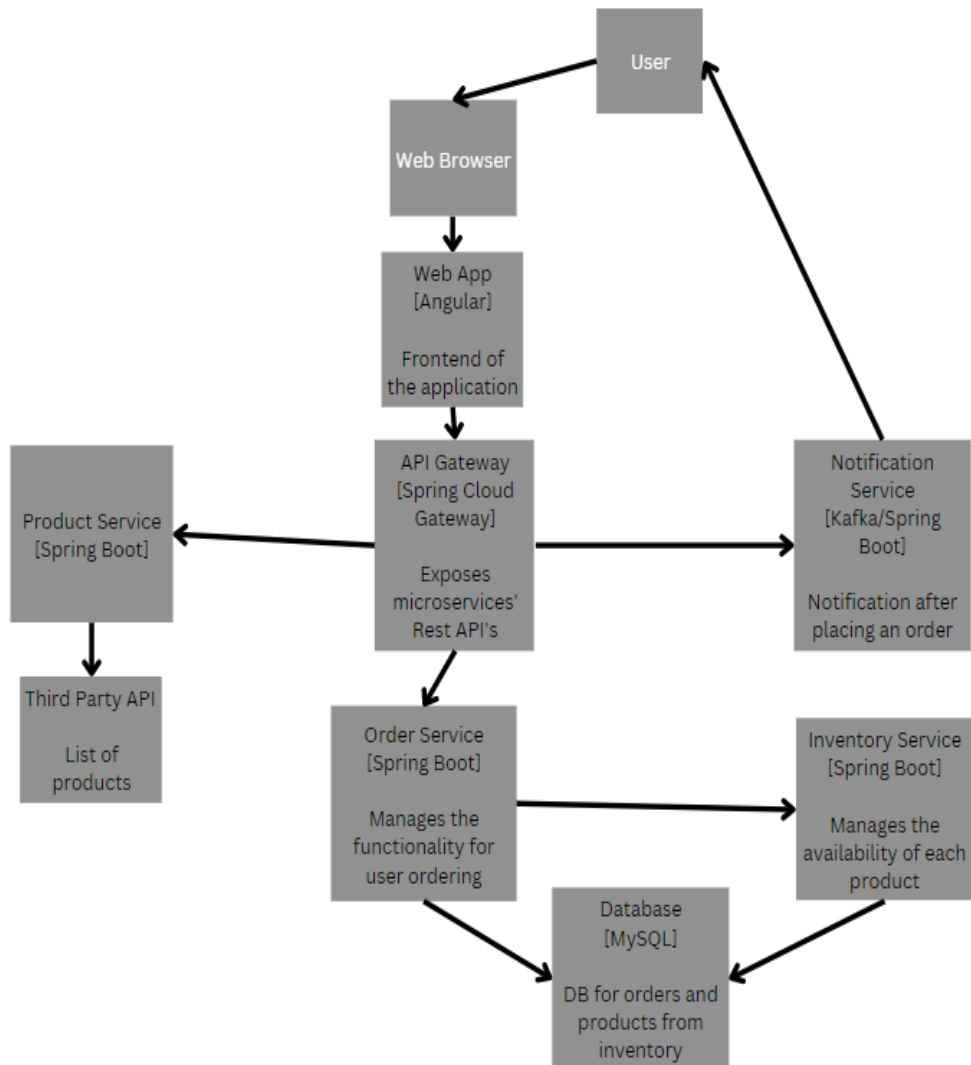 User
Web Browser
Web App
[Angular]
Frontend of
the application
API Gateway
[Spring Cloud
Gateway]
Exposes
microservices'
Rest API's
Notification
Service
[Kafka/Spring
Boot]
Notification after
placing an order
Product Service
[Spring Boot]
Third Party API
List of
products
Order Service
[Spring Boot]
Manages the
functionality for
user ordering
Inventory Service
[Spring Boot]
Manages the
availability of each
product
Database
[MySQL]
DB for orders and
products from
inventory